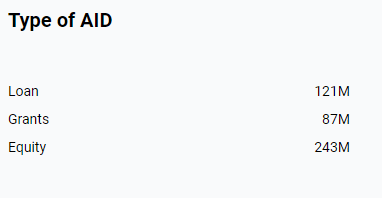 Type of AID
Loan 121M
Grants 87M
Equity 243M